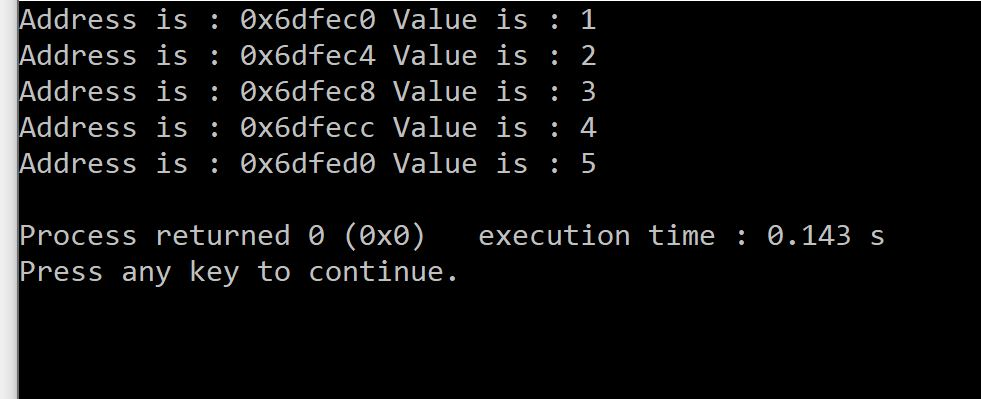 Address is : 0x6dfec0 Value is : 1
Address is : 0x6dfec4 Value is : 2
Address is : 0x6dfec8 Value is : 3
Address is : 0x6dfecc Value is : 4
Address is : 0x6dfed0 Value is : 5
Process returned 0 (0x0)   execution time : 0.143 s
Press any key to continue.